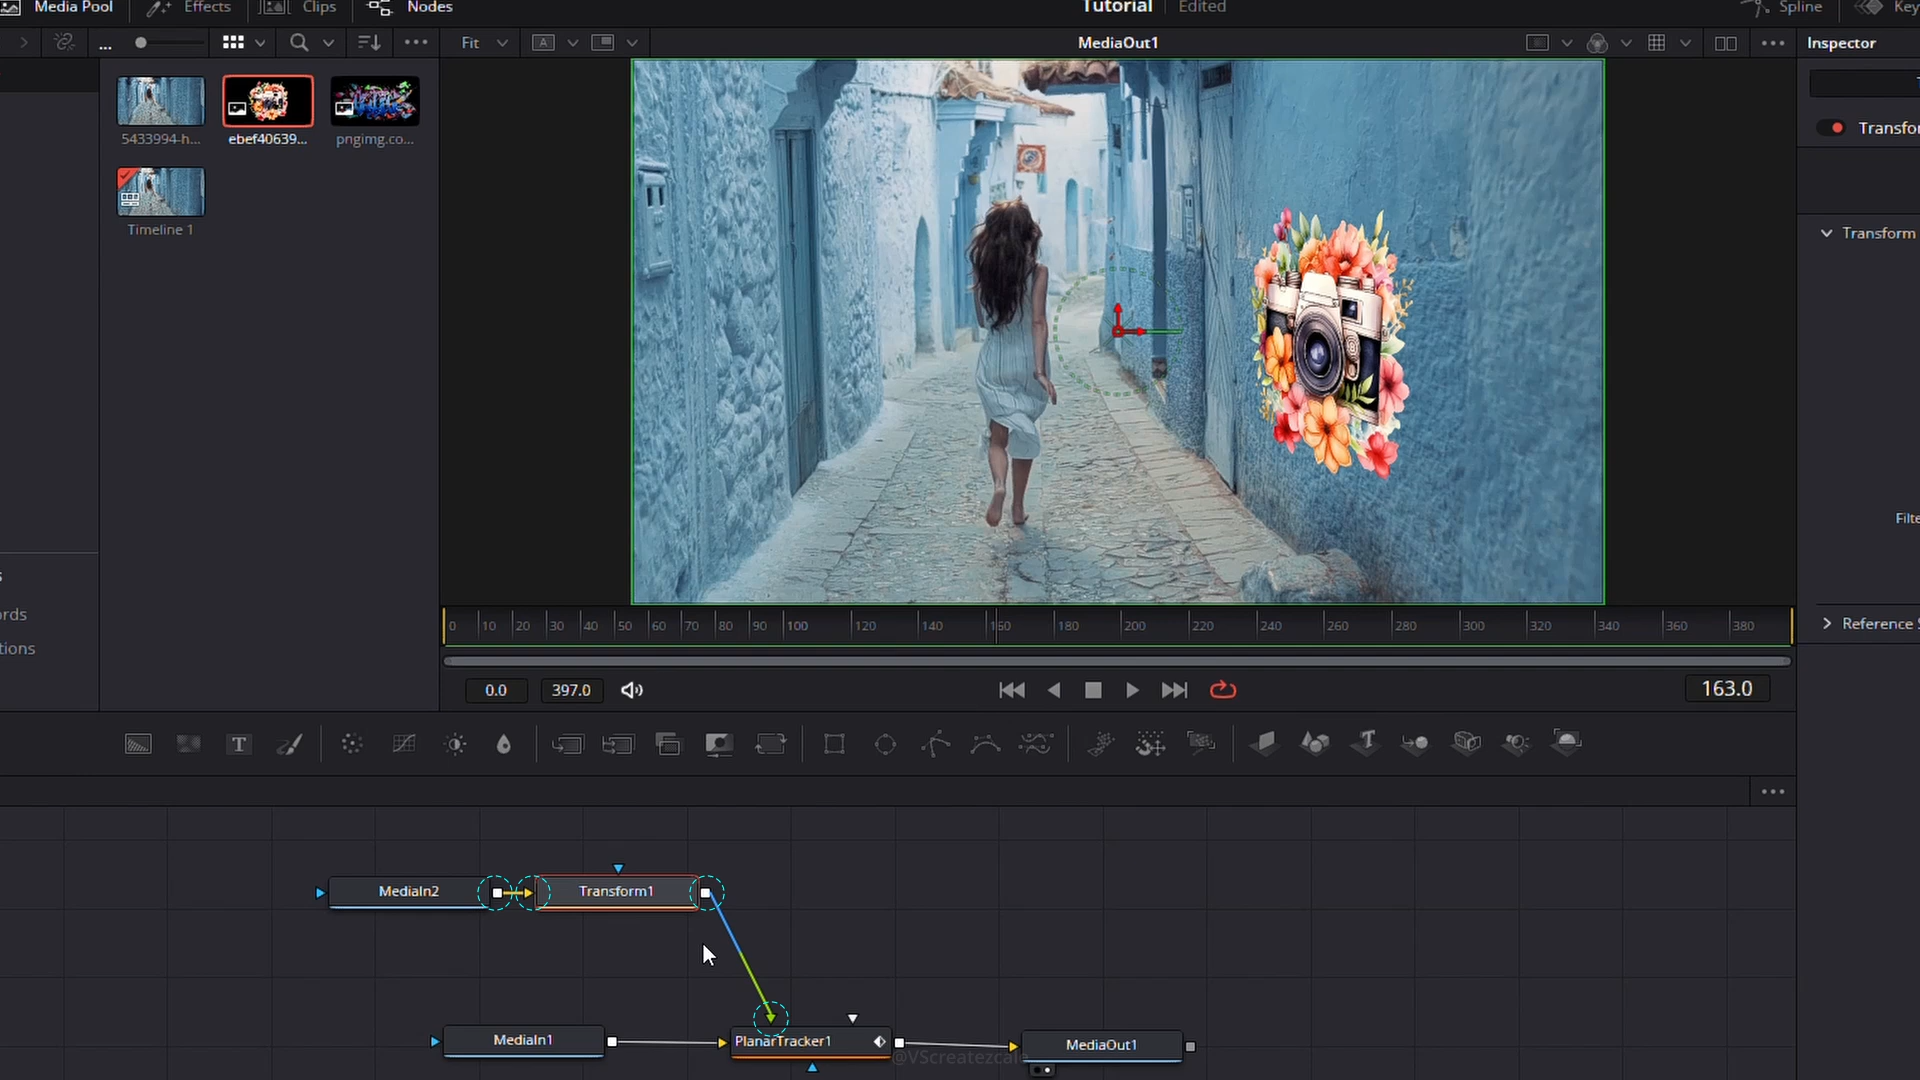 Media Pool
Effects
Clips
Nodes
Tutorial
Edited
Spline
Key
...
Fit
A
MediaOut1
Inspector
T
5433994-h...
ebef40639...
pngimg.co...
Transfor
Timeline 1
Transform
Filte
s
ords
tions
Reference S
0 10 20 30 40 50 60 70 80 90 100 120 140 160 180 200 220 240 260 280 300 320 340 360 380
0.0
397.0
163.0
T
MediaIn2
Transform1
MediaIn1
PlanarTracker1
MediaOut1
@VScreatezcale